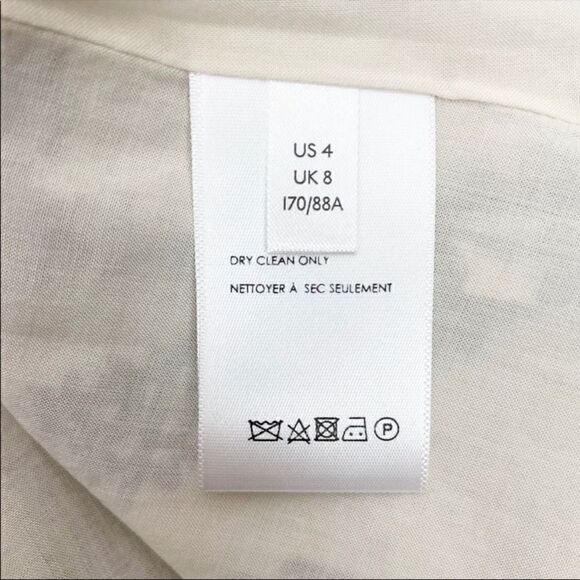 US 4
UK 8
170/88A
DRY CLEAN ONLY
NETTOYER À SEC SEULEMENT
P